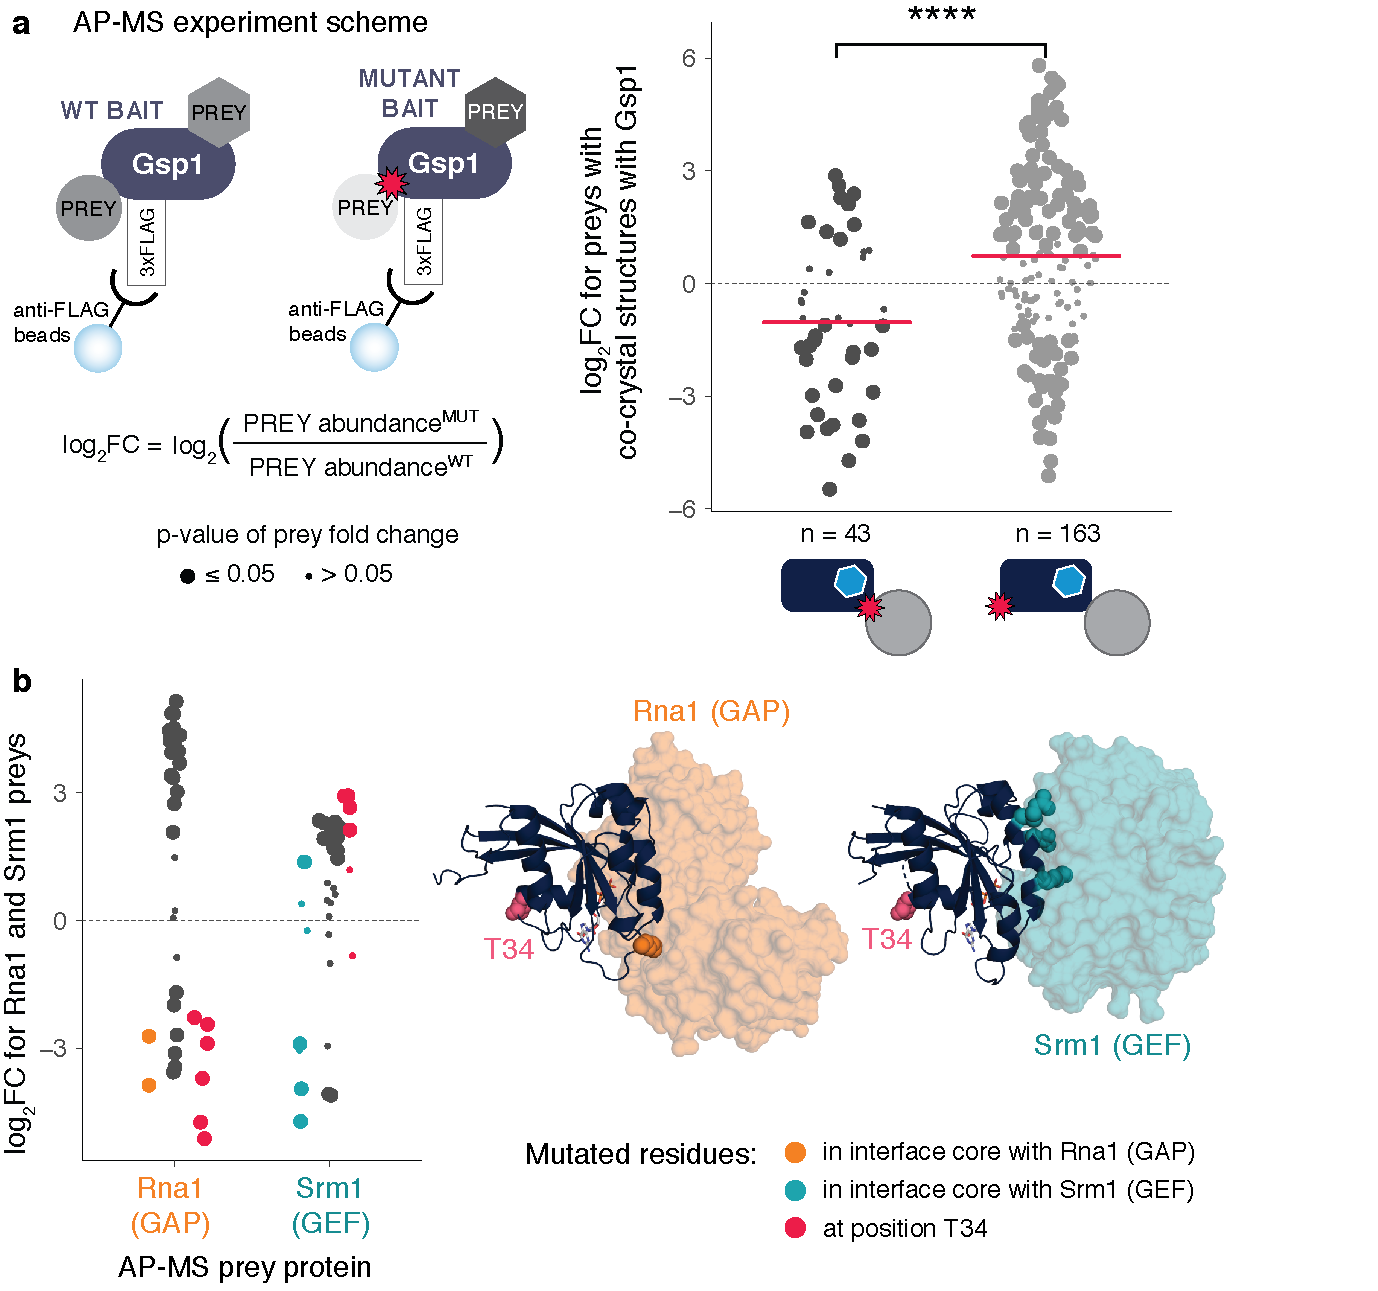 a
AP-MS experiment scheme
WT BAIT
PREY
Gsp1
PREY
3xFLAG
anti-FLAG
beads
MUTANT
BAIT
PREY
Gsp1
PREY
3xFLAG
anti-FLAG
beads
log2FC = log2( PREY abundance^MUT
PREY abundance^WT )
p-value of prey fold change
≤ 0.05
> 0.05
log2FC for preys with
co-crystal structures with Gsp1
****
6
3
0
−3
−6
n = 43
n = 163
b
log2FC for Rna1 and Srm1 preys
3
0
−3
Rna1
(GAP)
Srm1
(GEF)
AP-MS prey protein
Rna1 (GAP)
T34
T34
Srm1 (GEF)
Mutated residues:
in interface core with Rna1 (GAP)
in interface core with Srm1 (GEF)
at position T34